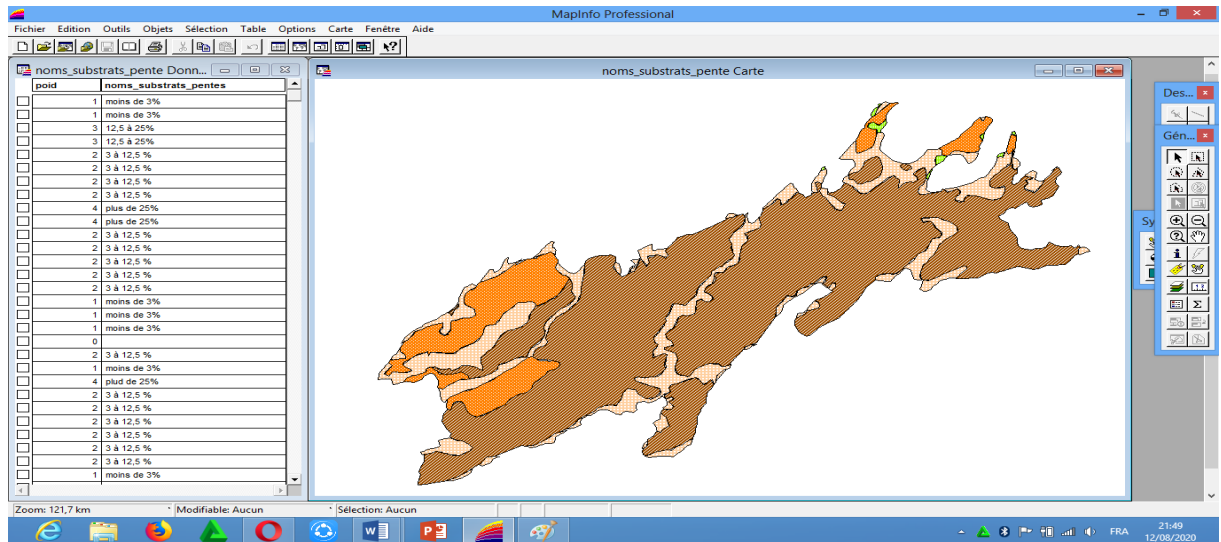 MapInfo Professional
Fichier Edition Outils Objets Sélection Table Options Carte Fenêtre Aide
noms_substrats_pente Donn...
noms_substrats_pente Carte
poid noms_substrats_pentes
1 moins de 3%
1 moins de 3%
3 12,5 à 25%
3 12,5 à 25%
2 3 à 12,5 %
2 3 à 12,5 %
2 3 à 12,5 %
2 3 à 12,5 %
4 plus de 25%
4 plus de 25%
2 3 à 12,5 %
2 3 à 12,5 %
2 3 à 12,5 %
2 3 à 12,5 %
2 3 à 12,5 %
1 moins de 3%
1 moins de 3%
1 moins de 3%
0
2 3 à 12,5 %
1 moins de 3%
4 plud de 25%
2 3 à 12,5 %
2 3 à 12,5 %
2 3 à 12,5 %
2 3 à 12,5 %
2 3 à 12,5 %
2 3 à 12,5 %
1 moins de 3%
Des...
Gén...
Sy
Zoom: 121,7 km Modifiable: Aucun Sélection: Aucun
FRA
21:49
12/08/2020